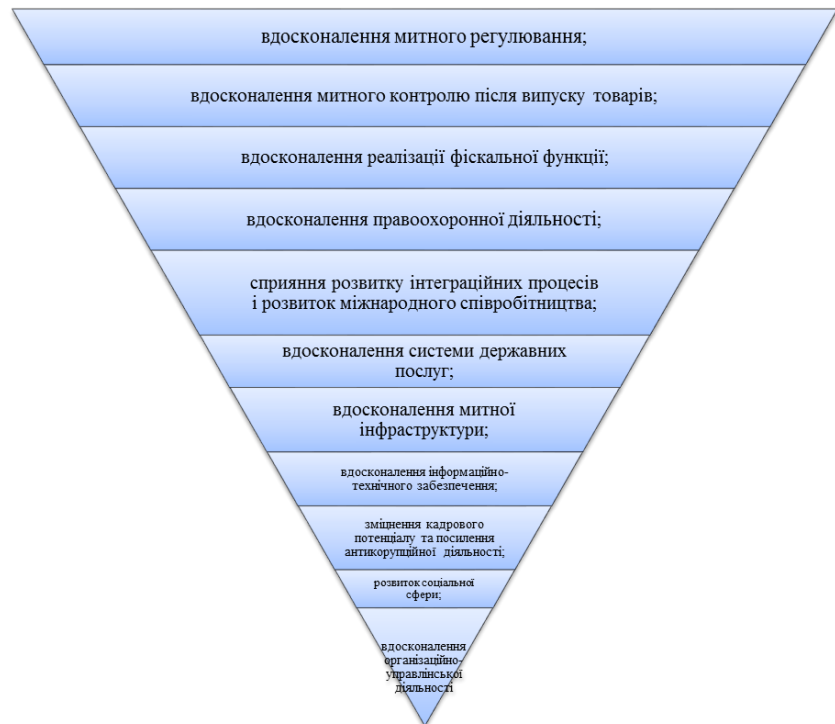 вдосконалення митного регулювання;
вдосконалення митного контролю після випуску товарів;
вдосконалення реалізації фіскальної функції;
вдосконалення правоохоронної діяльності;
сприяння розвитку інтеграційних процесів
і розвиток міжнародного співробітництва;
вдосконалення системи державних
послуг;
вдосконалення митної
інфраструктури;
вдосконалення інформаційно-
технічного забезпечення;
зміцнення кадрового
потенціалу та посилення
антикорупційної діяльності;
розвиток соціальної
сфери;
вдосконалення
організаційно-
управлінської
діяльності